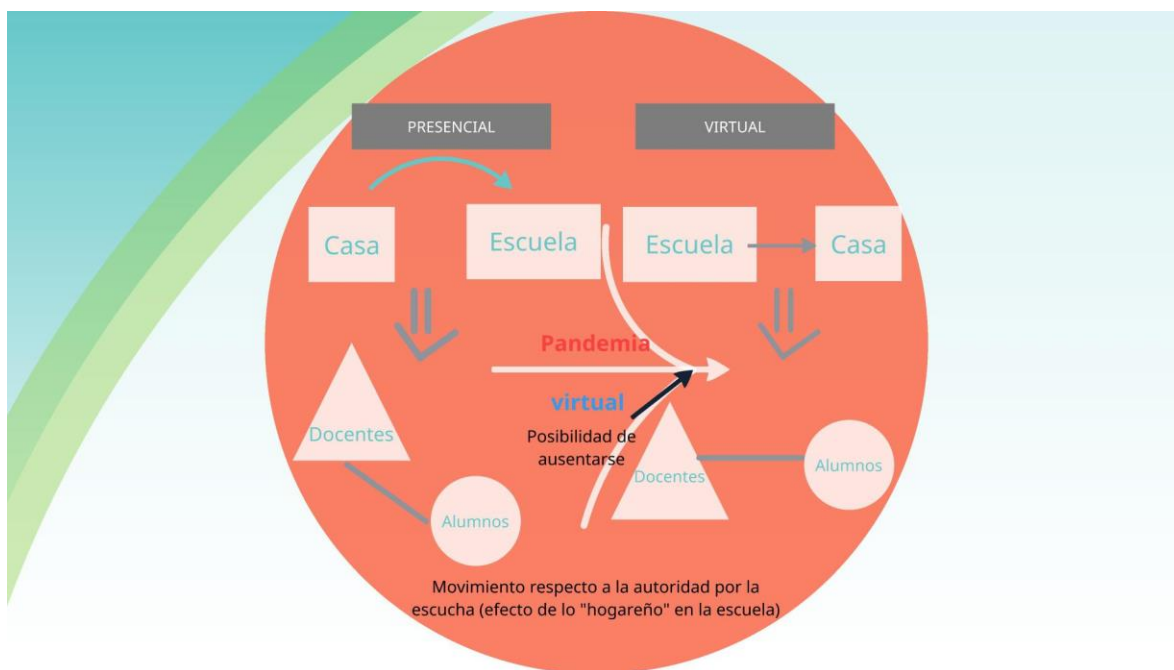 PRESENCIAL
VIRTUAL
Casa
Escuela
Escuela
Casa
Pandemia
virtual
Posibilidad de
ausentarse
Docentes
Alumnos
Docentes
Alumnos
Movimiento respecto a la autoridad por la
escucha (efecto de lo "hogareño" en la escuela)